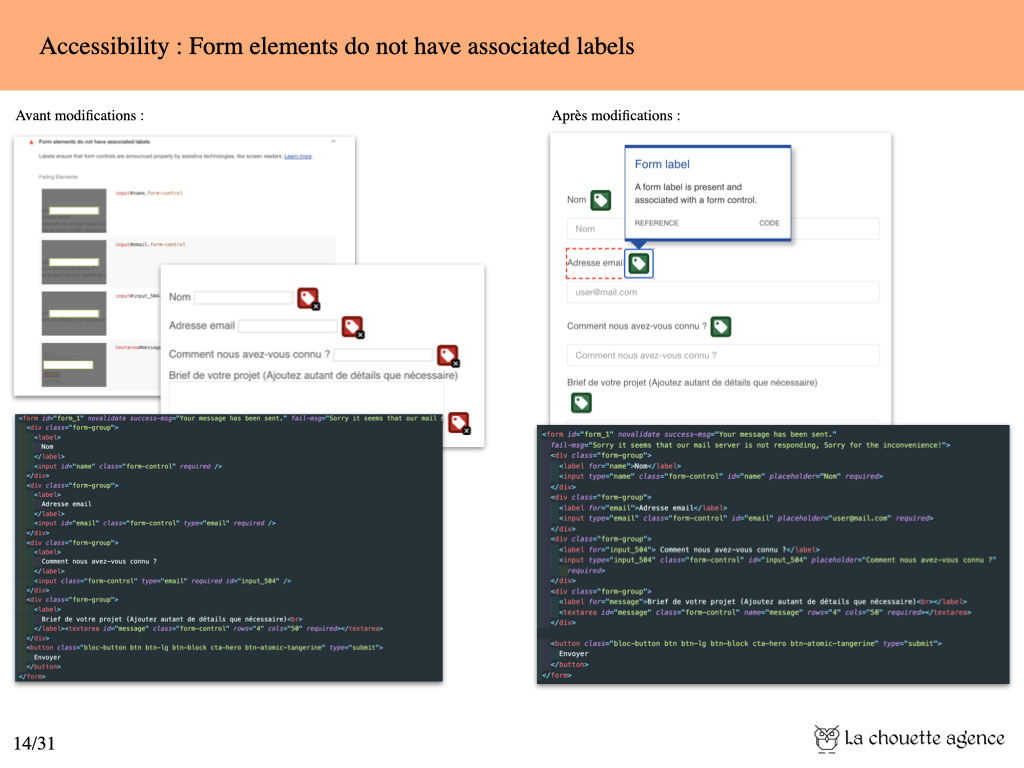 Accessibility : Form elements do not have associated labels
Avant modifications :
Form elements do not have associated labels
Labels ensure that form controls are announced properly by assistive technologies, like screen readers. Learn more.
Failing Elements
input#name.form-control
input#email.form-control
input#input_504.
textarea#messag
Nom
Adresse email
Comment nous avez-vous connu ?
Brief de votre projet (Ajoutez autant de détails que nécessaire)
<form id="form_1" novalidate success-msg="Your message has been sent." fail-msg="Sorry it seems that our mail s
<div class="form-group">
<label>
Nom
</label>
<input id="name" class="form-control" required />
</div>
<div class="form-group">
<label>
Adresse email
</label>
<input id="email" class="form-control" type="email" required />
</div>
<div class="form-group">
<label>
Comment nous avez-vous connu ?
</label>
<input class="form-control" type="email" required id="input_504" />
</div>
<div class="form-group">
<label>
Brief de votre projet (Ajoutez autant de détails que nécessaire)<br>
</label><textarea id="message" class="form-control" rows="4" cols="50" required></textarea>
</div>
<button class="bloc-button btn btn-lg btn-block cta-hero btn-atomic-tangerine" type="submit">
Envoyer
</button>
</form>
Après modifications :
Form label
A form label is present and
associated with a form control.
REFERENCE CODE
Nom
Nom
Adresse email
user@mail.com
Comment nous avez-vous connu ?
Comment nous avez-vous connu ?
Brief de votre projet (Ajoutez autant de détails que nécessaire)
<form id="form_1" novalidate success-msg="Your message has been sent."
fail-msg="Sorry it seems that our mail server is not responding, Sorry for the inconvenience!">
<div class="form-group">
<label for="name">Nom</label>
<input type="name" class="form-control" id="name" placeholder="Nom" required>
</div>
<div class="form-group">
<label for="email">Adresse email</label>
<input type="email" class="form-control" id="email" placeholder="user@mail.com" required>
</div>
<div class="form-group">
<label for="input_504"> Comment nous avez-vous connu ?</label>
<input type="input_504" class="form-control" id="input_504" placeholder="Comment nous avez-vous connu ?"
required>
</div>
<div class="form-group">
<label for="message">Brief de votre projet (Ajoutez autant de détails que nécessaire)<br></label>
<textarea id="message" class="form-control" name="message" rows="4" cols="50" required></textarea>
</div>
<button class="bloc-button btn btn-lg btn-block cta-hero btn-atomic-tangerine" type="submit">
Envoyer
</button>
</form>
14/31
La chouette agence